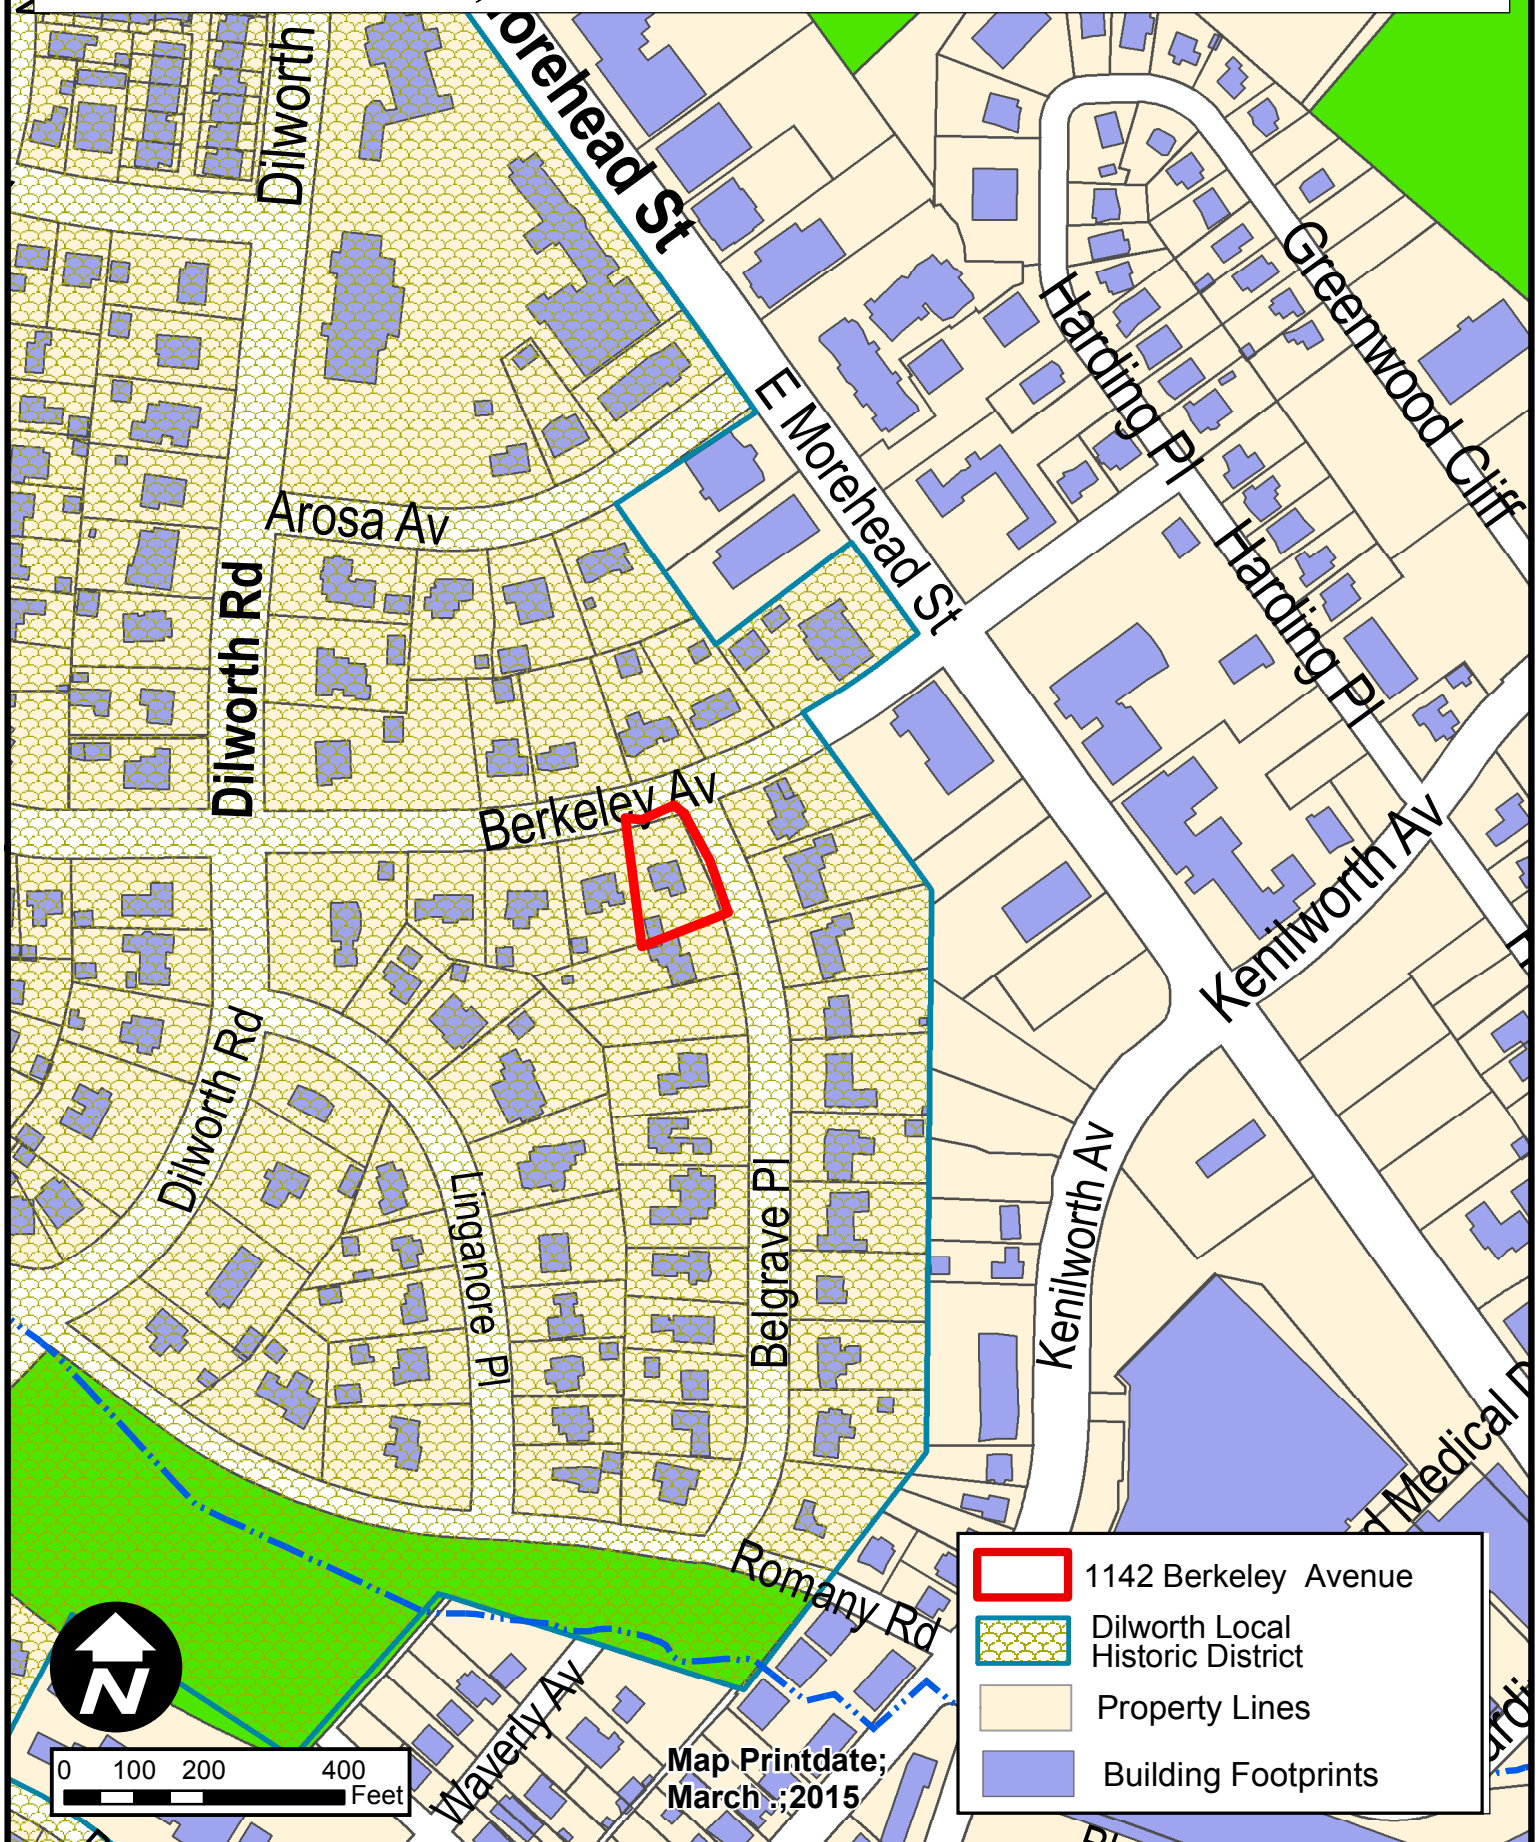 Dilworth
orehead St
Greenwood Cliff
Harding Pl
E Morehead St
Arosa Av
Harding Pl
Dilworth Rd
Berkeley Av
Kenilworth Av
Dilworth Rd
Kenilworth Av
Linganore Pl
Belgrave Pl
d Medical D
Romany Rd
Waverly Av
1142 Berkeley Avenue
Dilworth Local
Historic District
Property Lines
Building Footprints
N
0 100 200 400
Feet
Map Printdate;
March .;2015